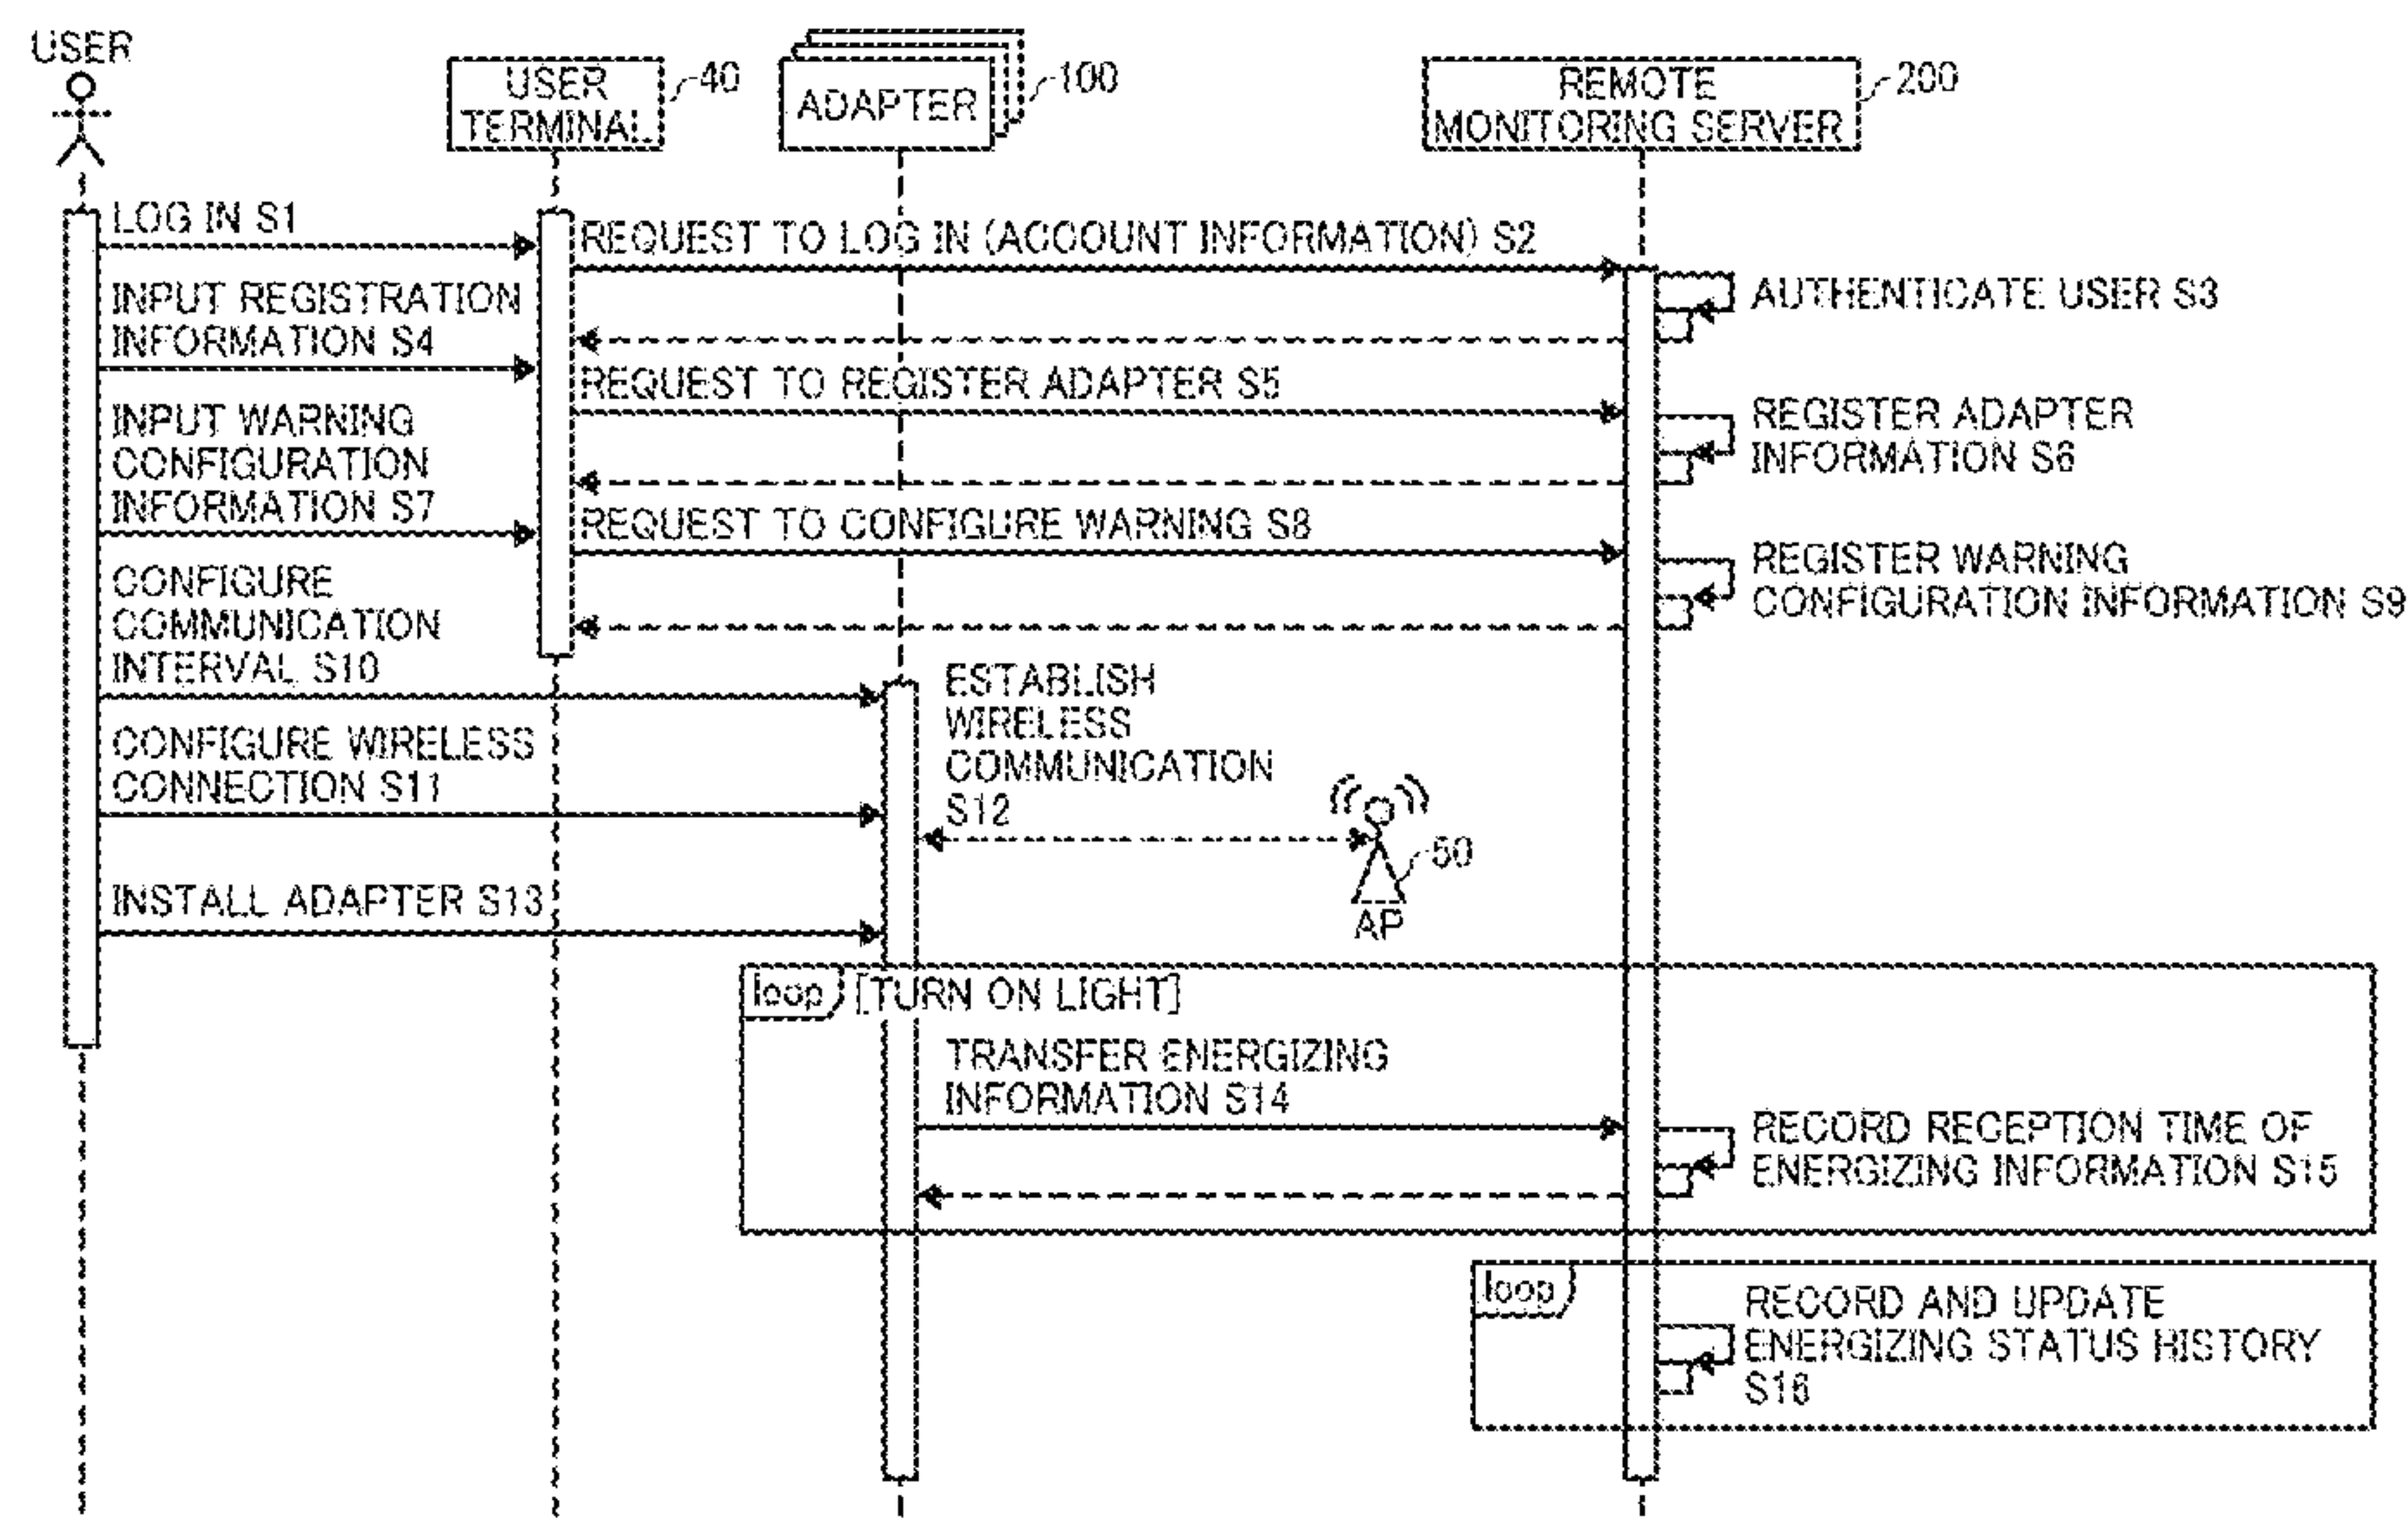 USER
USER
TERMINAL
40
ADAPTER
100
REMOTE
MONITORING SERVER
200
LOG IN S1
REQUEST TO LOG IN (ACCOUNT INFORMATION) S2
AUTHENTICATE USER S3
INPUT REGISTRATION
INFORMATION S4
REQUEST TO REGISTER ADAPTER S5
REGISTER ADAPTER
INFORMATION S6
INPUT WARNING
CONFIGURATION
INFORMATION S7
REQUEST TO CONFIGURE WARNING S8
REGISTER WARNING
CONFIGURATION INFORMATION S9
CONFIGURE
COMMUNICATION
INTERVAL S10
CONFIGURE WIRELESS
CONNECTION S11
ESTABLISH
WIRELESS
COMMUNICATION
S12
50
AP
INSTALL ADAPTER S13
loop [TURN ON LIGHT]
TRANSFER ENERGIZING
INFORMATION S14
RECORD RECEPTION TIME OF
ENERGIZING INFORMATION S15
loop
RECORD AND UPDATE
ENERGIZING STATUS HISTORY
S16